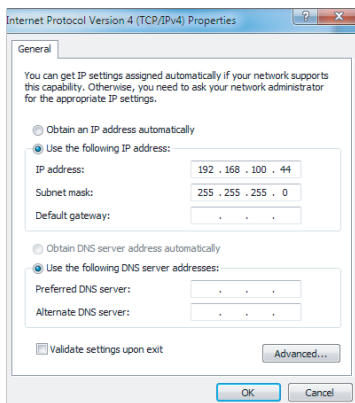 Internet Protocol Version 4 (TCP/IPv4) Properties
General
You can get IP settings assigned automatically if your network supports
this capability. Otherwise, you need to ask your network administrator
for the appropriate IP settings.
Obtain an IP address automatically
Use the following IP address:
IP address: 192 . 168 . 100 . 44
Subnet mask: 255 . 255 . 255 . 0
Default gateway: . . .
Obtain DNS server address automatically
Use the following DNS server addresses:
Preferred DNS server: . . .
Alternate DNS server: . . .
Validate settings upon exit
Advanced...
OK Cancel